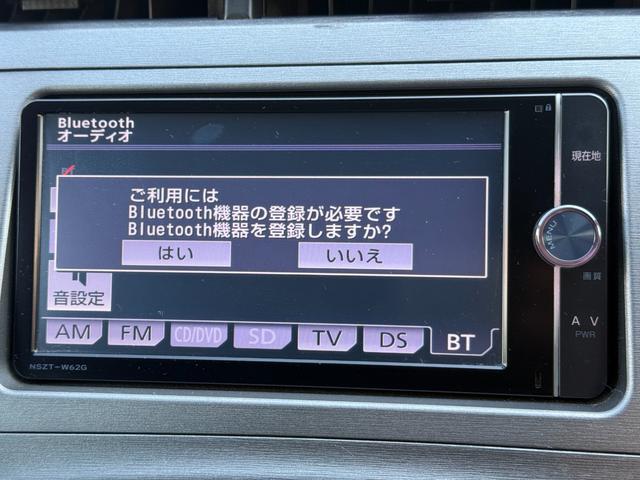 Bluetooth
オーディオ
ご利用には
Bluetooth機器の登録が必要です
Bluetooth機器を登録しますか?
はい
いいえ
音設定
AM
FM
CD/DVD
SD
TV
DS
BT
現在地
MENU
画質
A V
PWR
NSZT-W62G